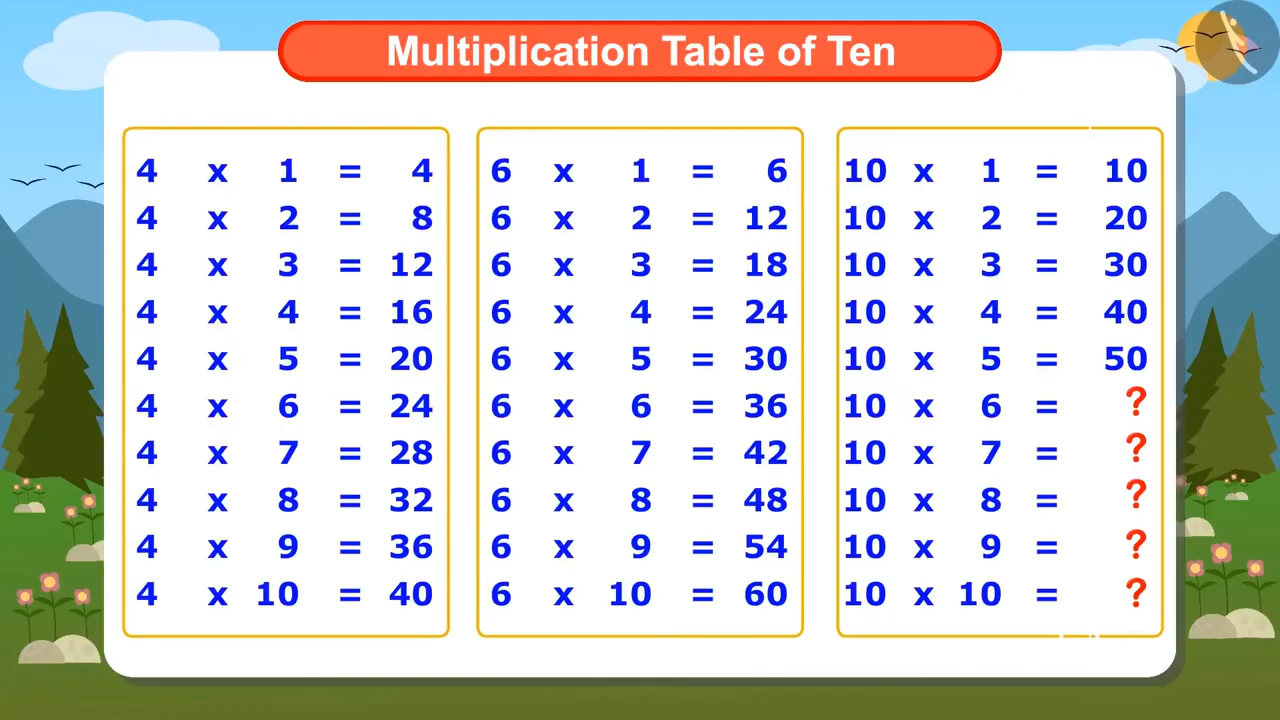 Multiplication Table of Ten
4 x 1 = 4
4 x 2 = 8
4 x 3 = 12
4 x 4 = 16
4 x 5 = 20
4 x 6 = 24
4 x 7 = 28
4 x 8 = 32
4 x 9 = 36
4 x 10 = 40
6 x 1 = 6
6 x 2 = 12
6 x 3 = 18
6 x 4 = 24
6 x 5 = 30
6 x 6 = 36
6 x 7 = 42
6 x 8 = 48
6 x 9 = 54
6 x 10 = 60
10 x 1 = 10
10 x 2 = 20
10 x 3 = 30
10 x 4 = 40
10 x 5 = 50
10 x 6 = ?
10 x 7 = ?
10 x 8 = ?
10 x 9 = ?
10 x 10 = ?